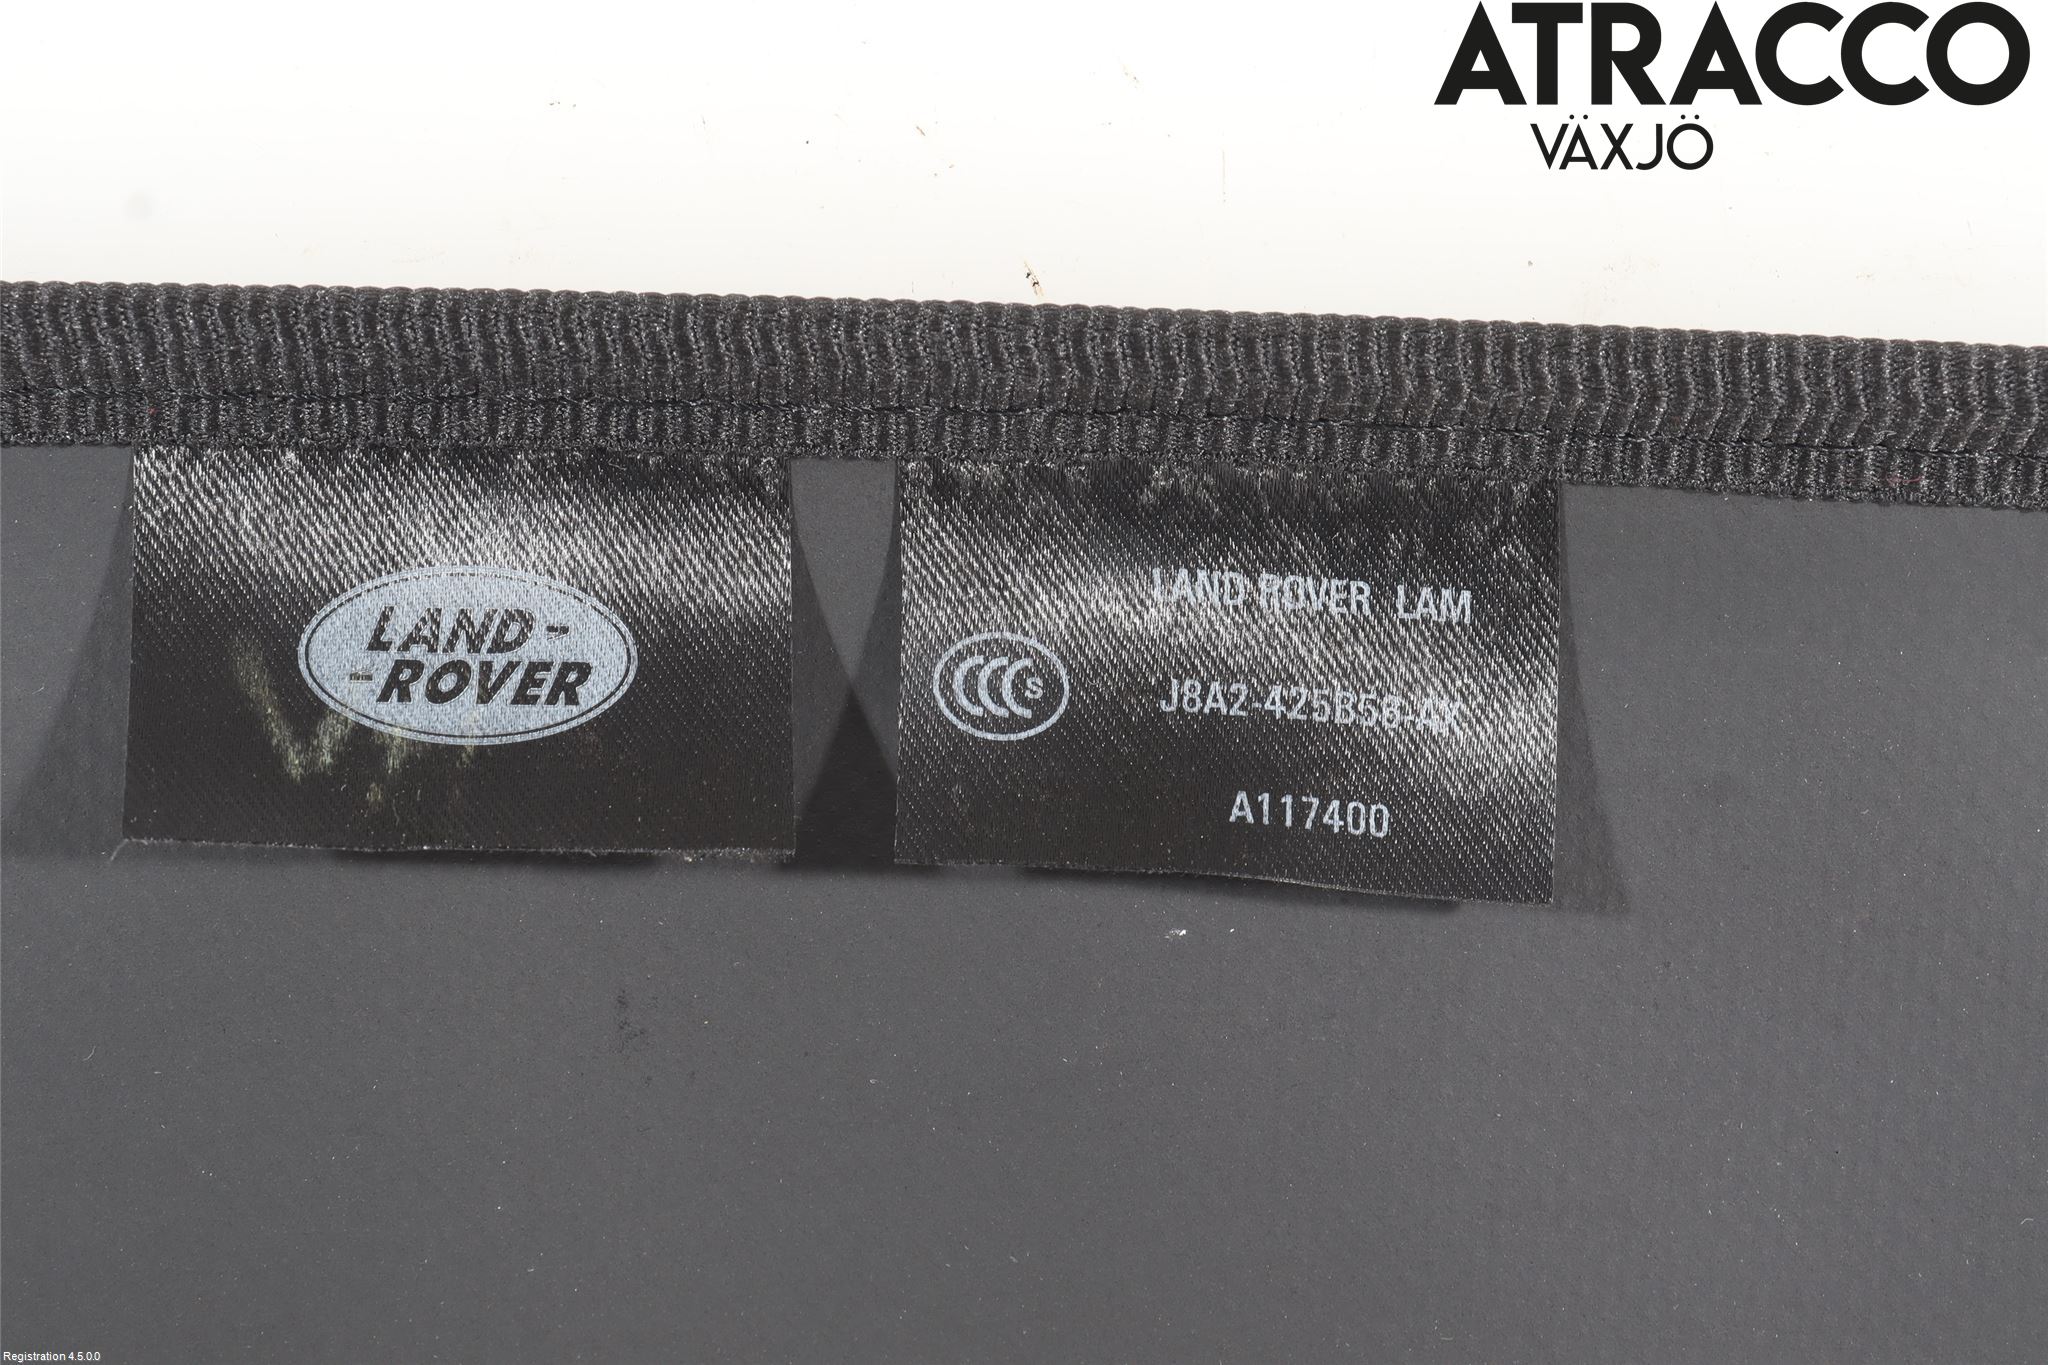 ATRACCO
VÄXJÖ
LAND-
-ROVER
LAND ROVER LAM
CCC S
J8A2-425B58-AX
A117400
Registration 4.5.0.0